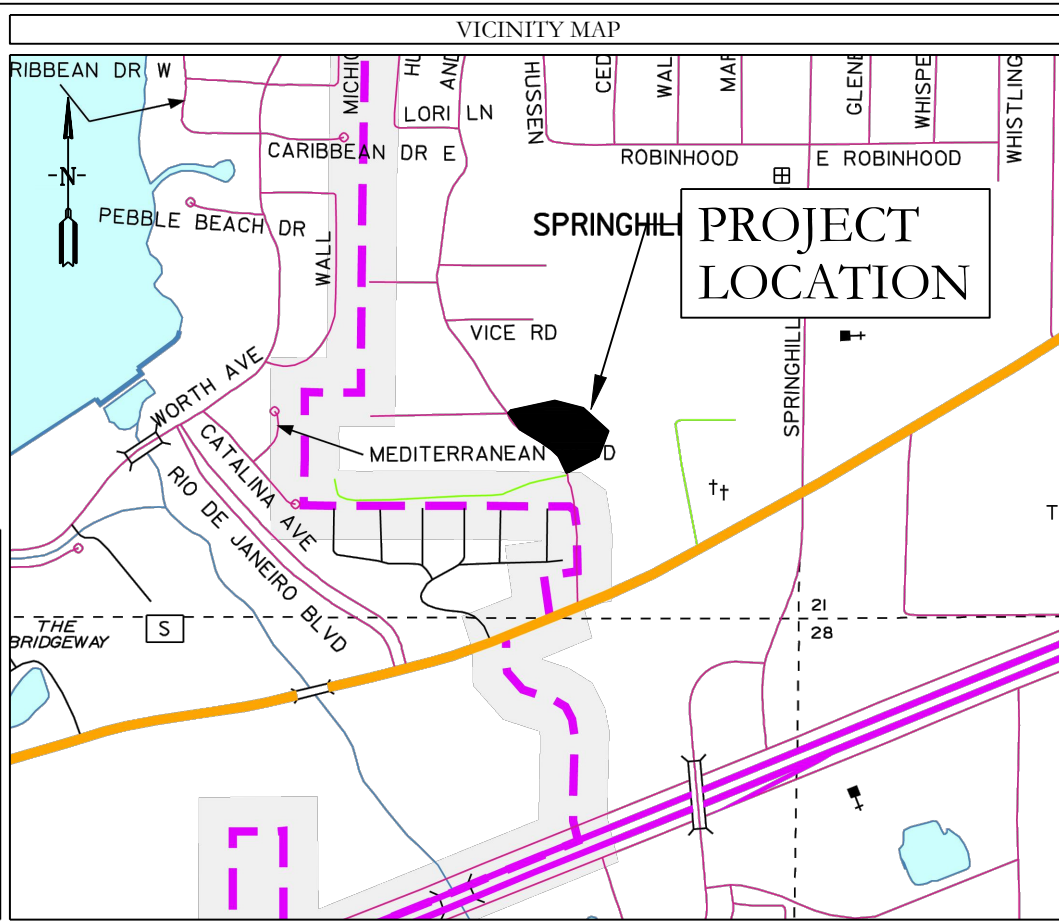 VICINITY MAP
RIBBEAN DR W
MICHIC
HU
AND
LORI LN
HUSSEN
CED
WAL
MAR
GLENE
WHISPE
WHISTLING
CARIBBEAN DR E
ROBINHOOD
E ROBINHOOD
-N-
PEBBLE BEACH DR
WALL
SPRINGHILL
PROJECT
LOCATION
VICE RD
SPRINGHILL
WORTH AVE
CATALINA AVE
MEDITERRANEAN
D
RIO DE JANEIRO BLVD
T
21
28
THE
BRIDGEWAY
S